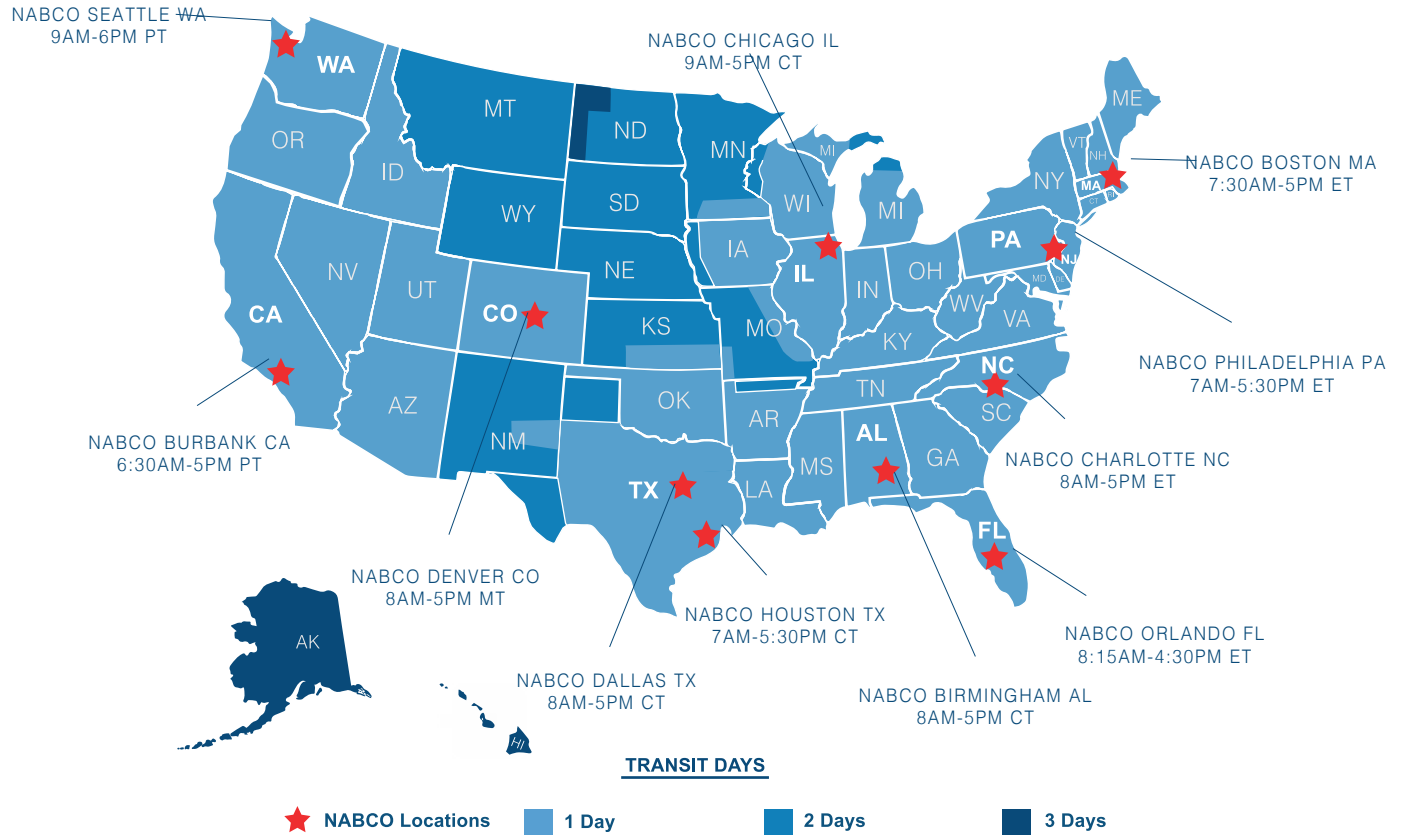 NABCO SEATTLE WA
9AM-6PM PT
NABCO CHICAGO IL
9AM-5PM CT
WA
MT
ND
MN
MI
ME
OR
ID
VT
NH
NABCO BOSTON MA
7:30AM-5PM ET
WY
SD
WI
MI
NY
MA
CT
RI
NV
UT
NE
IA
IL
IN
OH
PA
NJ
MD
DE
CA
CO
KS
MO
KY
WV
VA
AZ
NM
OK
AR
TN
NC
SC
NABCO PHILADELPHIA PA
7AM-5:30PM ET
NABCO BURBANK CA
6:30AM-5PM PT
TX
LA
MS
AL
GA
FL
NABCO CHARLOTTE NC
8AM-5PM ET
NABCO DENVER CO
8AM-5PM MT
NABCO HOUSTON TX
7AM-5:30PM CT
NABCO ORLANDO FL
8:15AM-4:30PM ET
AK
HI
NABCO DALLAS TX
8AM-5PM CT
NABCO BIRMINGHAM AL
8AM-5PM CT
TRANSIT DAYS
NABCO Locations
1 Day
2 Days
3 Days